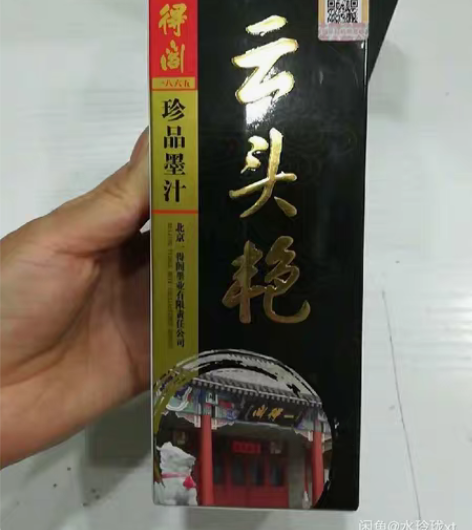 得阁
一八六五
珍品墨汁
北京一得阁墨业有限责任公司
云头艳
一得阁
闲鱼@水玲珑yt